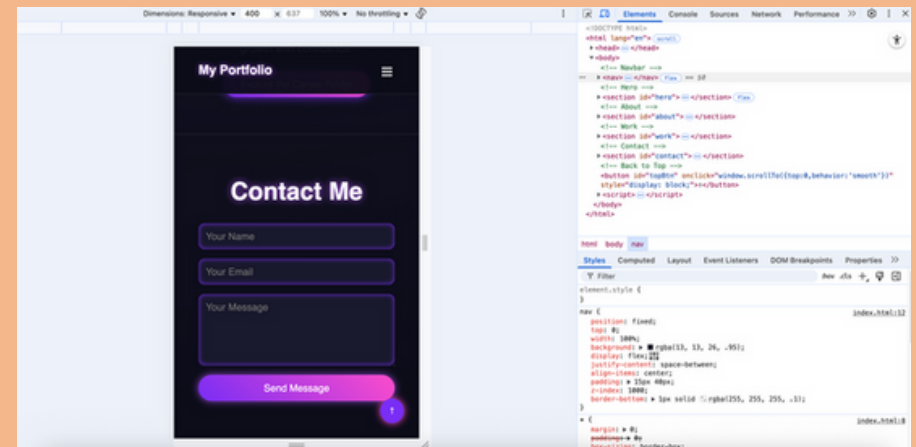 Dimensions: Responsive ▾ 400 × 637 100% ▾ No throttling ▾
Elements Console Sources Network Performance »
My Portfolio
Contact Me
Your Name
Your Email
Your Message
Send Message
↑
<!DOCTYPE html>
<html lang="en"> scroll
▸ <head> ⋯ </head>
▾ <body>
<!-- Navbar -->
▸ <nav> ⋯ </nav> flex == $0
<!-- Hero -->
▸ <section id="hero"> ⋯ </section> flex
<!-- About -->
▸ <section id="about"> ⋯ </section>
<!-- Work -->
▸ <section id="work"> ⋯ </section>
<!-- Contact -->
▸ <section id="contact"> ⋯ </section>
<!-- Back to Top -->
<button id="topBtn" onclick="window.scrollTo({top:0,behavior:'smooth'})"
style="display: block;">↑</button>
▸ <script> ⋯ </script>
</body>
</html>
html body nav
Styles Computed Layout Event Listeners DOM Breakpoints Properties »
Filter :hov .cls +
element.style {
}
nav { index.html:12
position: fixed;
top: 0;
width: 100%;
background: ▸ rgba(13, 13, 26, .95);
display: flex;
justify-content: space-between;
align-items: center;
padding: ▸ 15px 40px;
z-index: 1000;
border-bottom: ▸ 1px solid rgba(255, 255, 255, .1);
}
* { index.html:8
margin: ▸ 0;
padding: ▸ 0;
box-sizing: border-box;